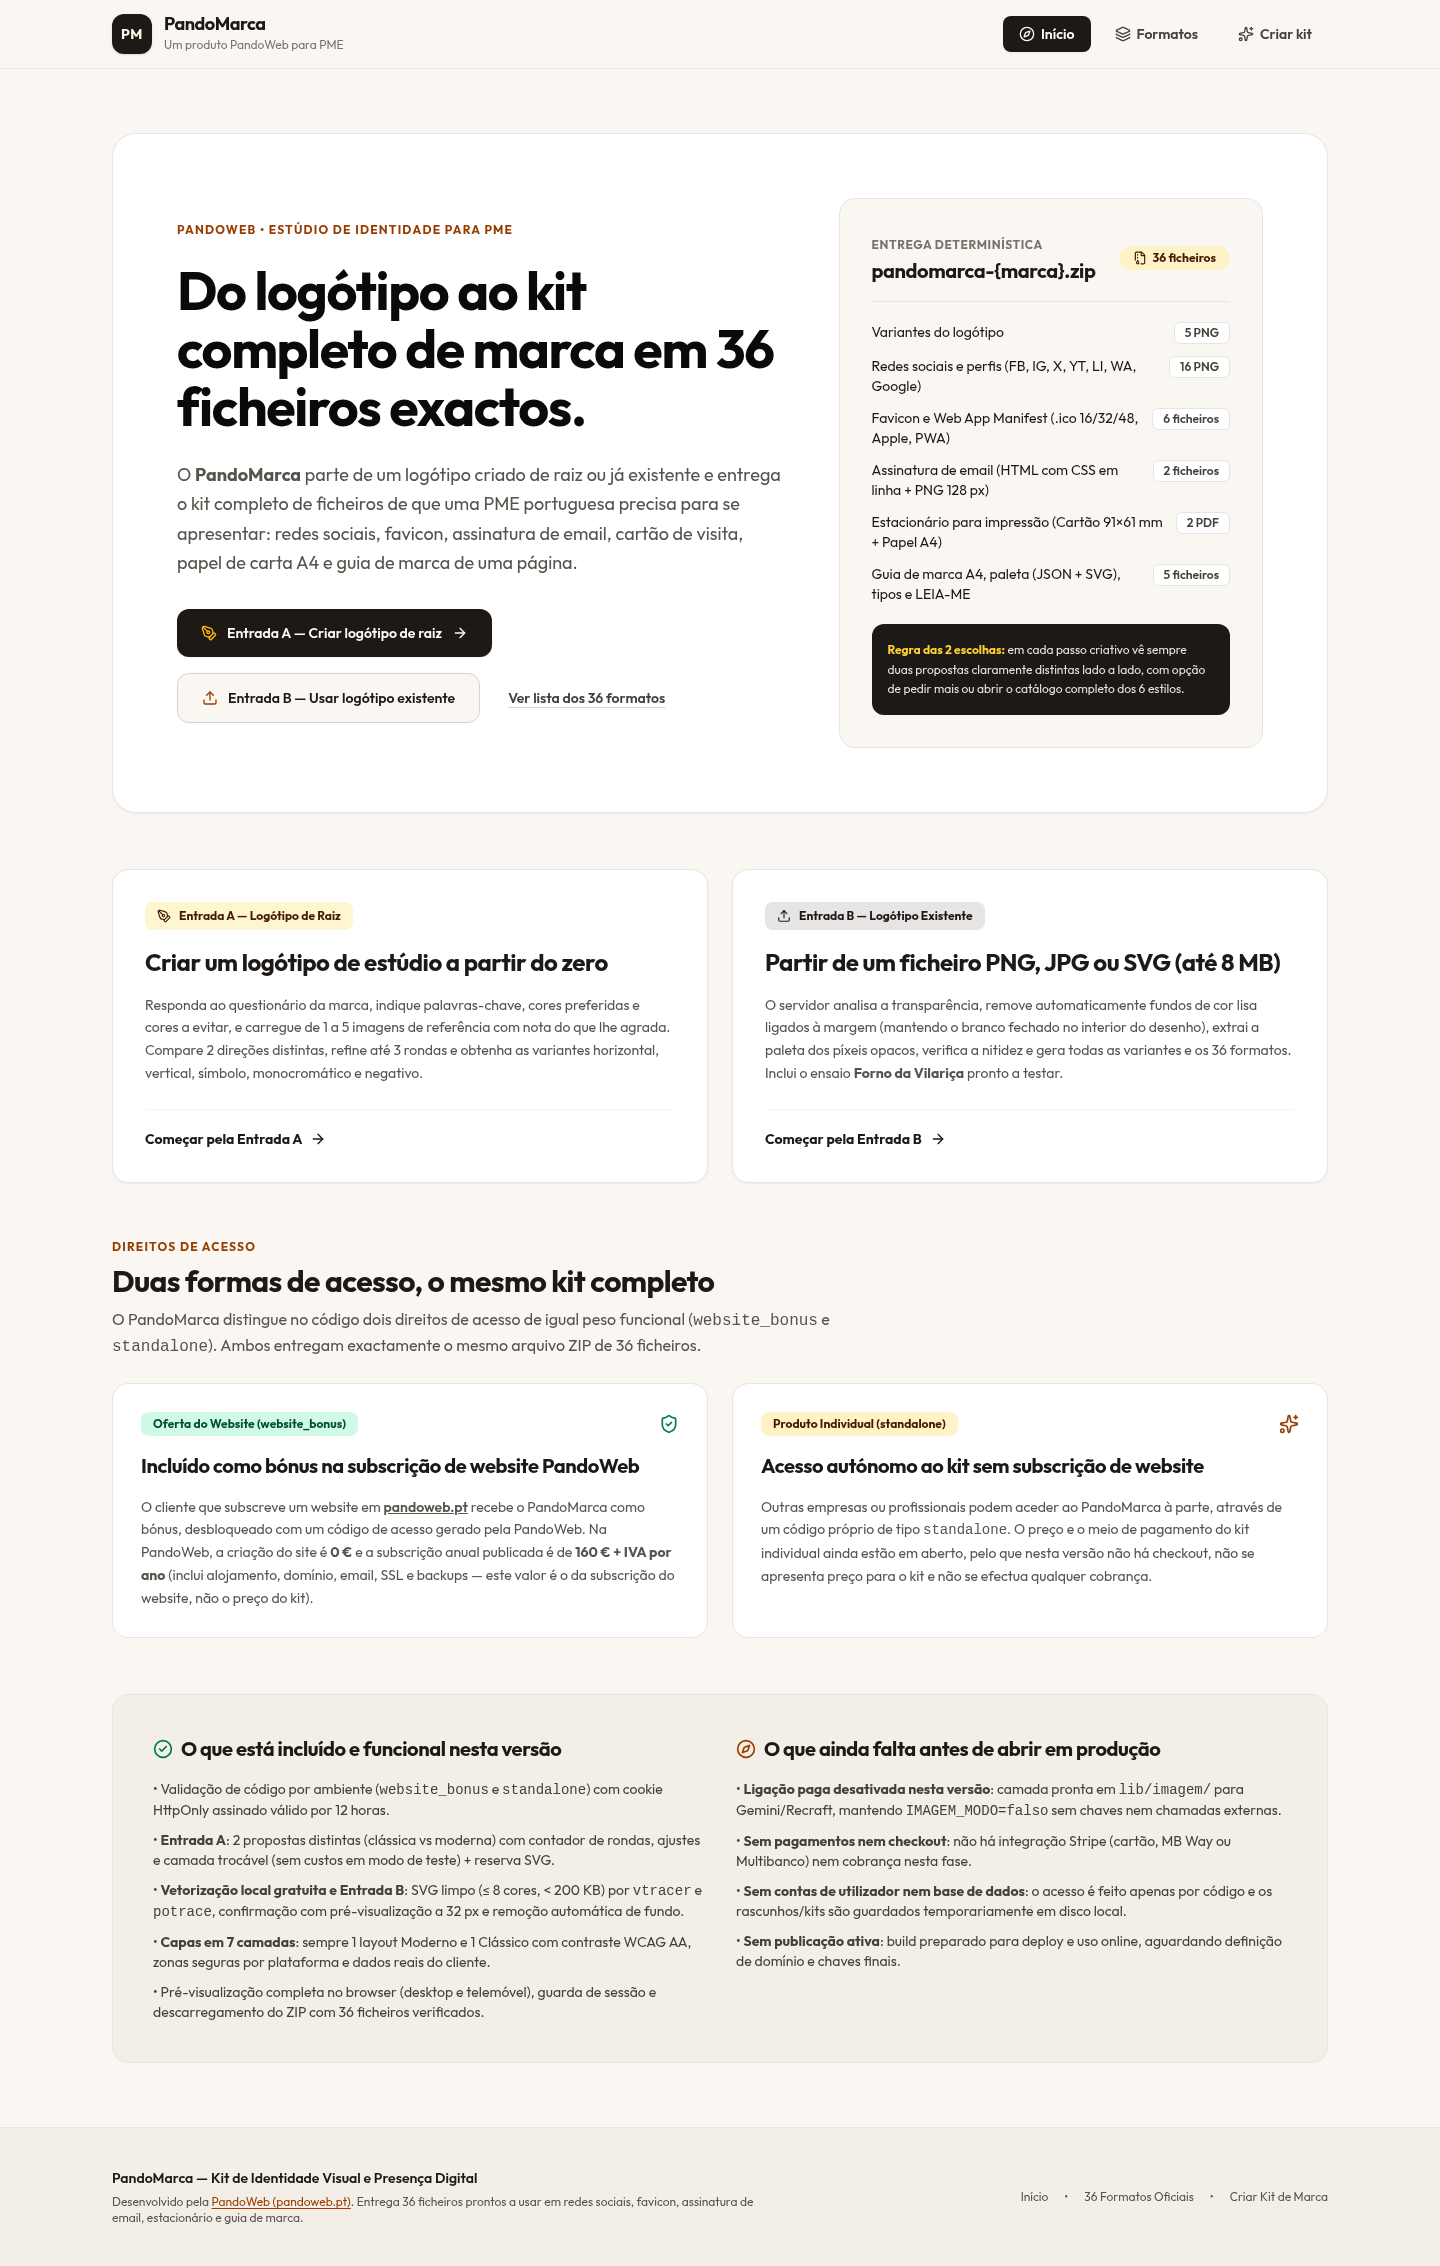 PM
PandoMarca
Um produto PandoWeb para PME
Início
Formatos
Criar kit
PANDOWEB • ESTÚDIO DE IDENTIDADE PARA PME
Do logótipo ao kit
completo de marca em 36
ficheiros exactos.
O PandoMarca parte de um logótipo criado de raiz ou já existente e entrega
o kit completo de ficheiros de que uma PME portuguesa precisa para se
apresentar: redes sociais, favicon, assinatura de email, cartão de visita,
papel de carta A4 e guia de marca de uma página.
Entrada A — Criar logótipo de raiz
Entrada B — Usar logótipo existente
Ver lista dos 36 formatos
ENTREGA DETERMINÍSTICA
pandomarca-{marca}.zip
36 ficheiros
Variantes do logótipo
5 PNG
Redes sociais e perfis (FB, IG, X, YT, LI, WA,
Google)
16 PNG
Favicon e Web App Manifest (.ico 16/32/48,
Apple, PWA)
6 ficheiros
Assinatura de email (HTML com CSS em
linha + PNG 128 px)
2 ficheiros
Estacionário para impressão (Cartão 91×61 mm
+ Papel A4)
2 PDF
Guia de marca A4, paleta (JSON + SVG),
tipos e LEIA-ME
5 ficheiros
Regra das 2 escolhas: em cada passo criativo vê sempre
duas propostas claramente distintas lado a lado, com opção
de pedir mais ou abrir o catálogo completo dos 6 estilos.
Entrada A — Logótipo de Raiz
Criar um logótipo de estúdio a partir do zero
Responda ao questionário da marca, indique palavras-chave, cores preferidas e
cores a evitar, e carregue de 1 a 5 imagens de referência com nota do que lhe agrada.
Compare 2 direções distintas, refine até 3 rondas e obtenha as variantes horizontal,
vertical, símbolo, monocromático e negativo.
Começar pela Entrada A
Entrada B — Logótipo Existente
Partir de um ficheiro PNG, JPG ou SVG (até 8 MB)
O servidor analisa a transparência, remove automaticamente fundos de cor lisa
ligados à margem (mantendo o branco fechado no interior do desenho), extrai a
paleta dos píxeis opacos, verifica a nitidez e gera todas as variantes e os 36 formatos.
Inclui o ensaio Forno da Vilariça pronto a testar.
Começar pela Entrada B
DIREITOS DE ACESSO
Duas formas de acesso, o mesmo kit completo
O PandoMarca distingue no código dois direitos de acesso de igual peso funcional (website_bonus e
standalone). Ambos entregam exactamente o mesmo arquivo ZIP de 36 ficheiros.
Oferta do Website (website_bonus)
Incluído como bónus na subscrição de website PandoWeb
O cliente que subscreve um website em pandoweb.pt recebe o PandoMarca como
bónus, desbloqueado com um código de acesso gerado pela PandoWeb. Na
PandoWeb, a criação do site é 0 € e a subscrição anual publicada é de 160 € + IVA por
ano (inclui alojamento, domínio, email, SSL e backups — este valor é o da subscrição do
website, não o preço do kit).
Produto Individual (standalone)
Acesso autónomo ao kit sem subscrição de website
Outras empresas ou profissionais podem aceder ao PandoMarca à parte, através de
um código próprio de tipo standalone. O preço e o meio de pagamento do kit
individual ainda estão em aberto, pelo que nesta versão não há checkout, não se
apresenta preço para o kit e não se efectua qualquer cobrança.
O que está incluído e funcional nesta versão
• Validação de código por ambiente (website_bonus e standalone) com cookie
HttpOnly assinado válido por 12 horas.
• Entrada A: 2 propostas distintas (clássica vs moderna) com contador de rondas, ajustes
e camada trocável (sem custos em modo de teste) + reserva SVG.
• Vetorização local gratuita e Entrada B: SVG limpo (≤ 8 cores, < 200 KB) por vtracer e
potrace, confirmação com pré-visualização a 32 px e remoção automática de fundo.
• Capas em 7 camadas: sempre 1 layout Moderno e 1 Clássico com contraste WCAG AA,
zonas seguras por plataforma e dados reais do cliente.
• Pré-visualização completa no browser (desktop e telemóvel), guarda de sessão e
descarregamento do ZIP com 36 ficheiros verificados.
O que ainda falta antes de abrir em produção
• Ligação paga desativada nesta versão: camada pronta em lib/imagem/ para
Gemini/Recraft, mantendo IMAGEM_MODO=falso sem chaves nem chamadas externas.
• Sem pagamentos nem checkout: não há integração Stripe (cartão, MB Way ou
Multibanco) nem cobrança nesta fase.
• Sem contas de utilizador nem base de dados: o acesso é feito apenas por código e os
rascunhos/kits são guardados temporariamente em disco local.
• Sem publicação ativa: build preparado para deploy e uso online, aguardando definição
de domínio e chaves finais.
PandoMarca — Kit de Identidade Visual e Presença Digital
Desenvolvido pela PandoWeb (pandoweb.pt). Entrega 36 ficheiros prontos a usar em redes sociais, favicon, assinatura de
email, estacionário e guia de marca.
Início • 36 Formatos Oficiais • Criar Kit de Marca